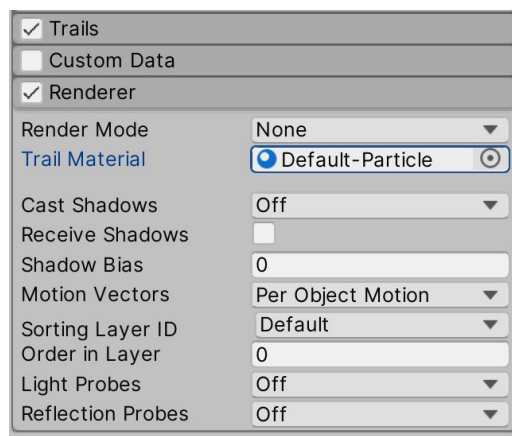 Trails
Custom Data
Renderer
Render Mode None
Trail Material Default-Particle
Cast Shadows Off
Receive Shadows
Shadow Bias 0
Motion Vectors Per Object Motion
Sorting Layer ID Default
Order in Layer 0
Light Probes Off
Reflection Probes Off